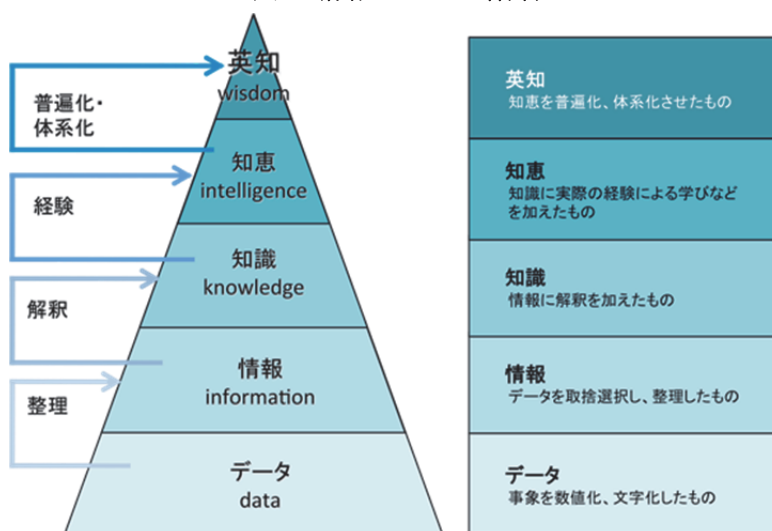 英知
wisdom
普遍化・
体系化
知恵
intelligence
経験
知識
knowledge
解釈
情報
information
整理
データ
data
英知
知恵を普遍化、体系化させたもの
知恵
知識に実際の経験による学びなど
を加えたもの
知識
情報に解釈を加えたもの
情報
データを取捨選択し、整理したもの
データ
事象を数値化、文字化したもの